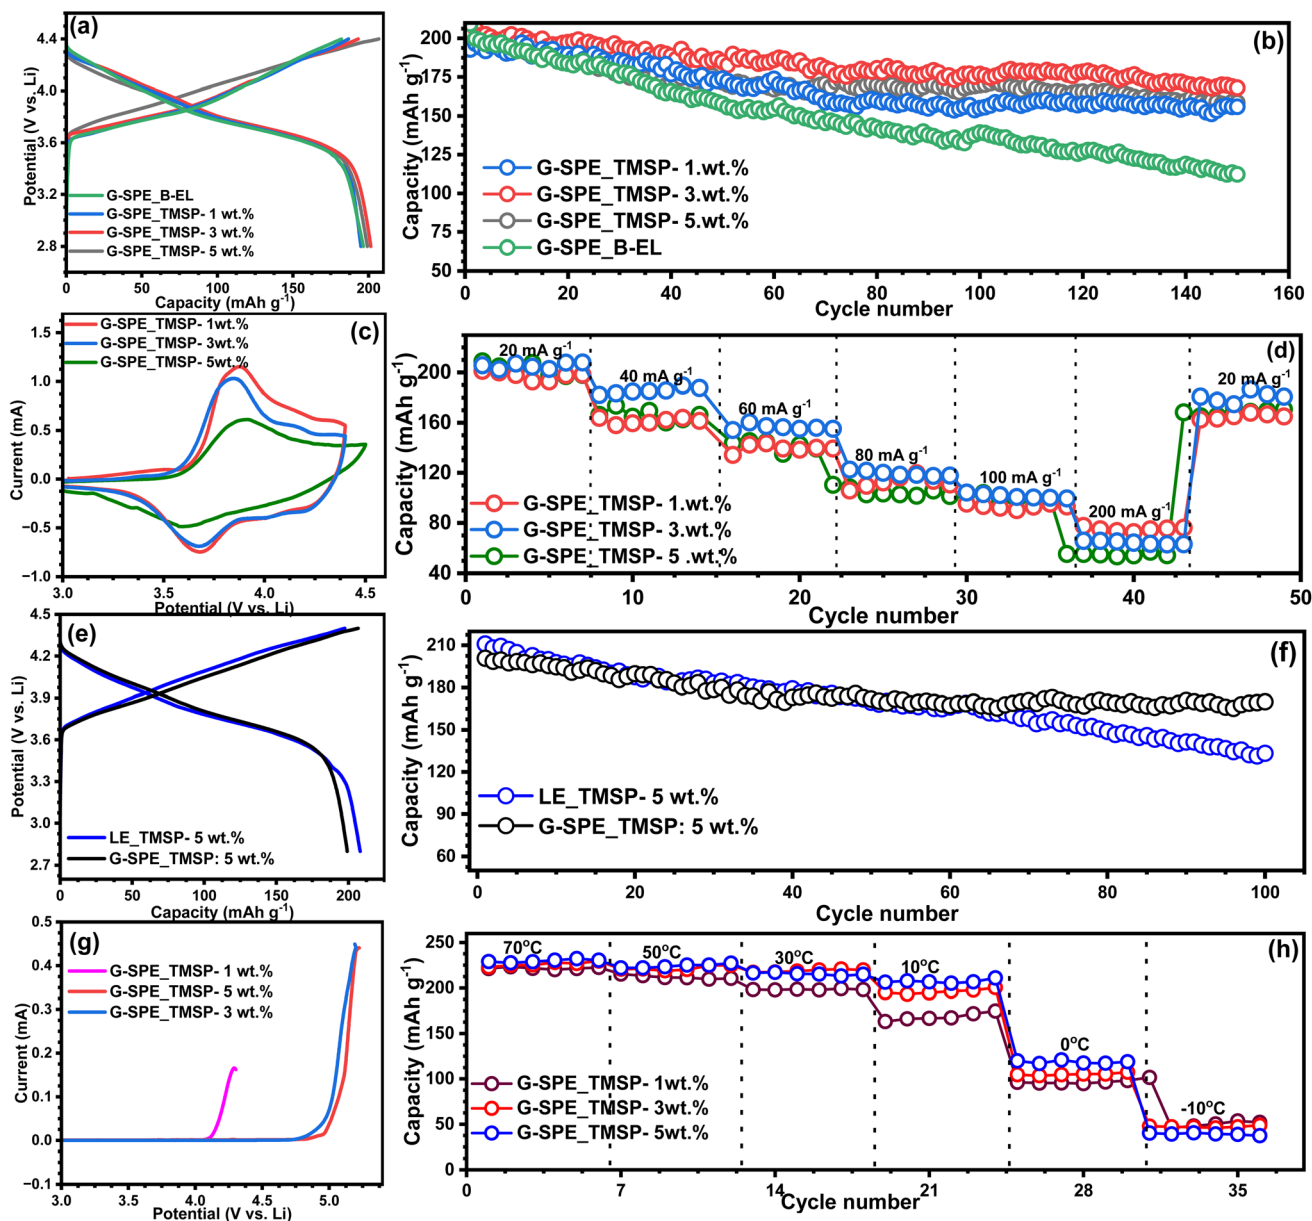 (a)
4.4
4.0
3.6
3.2
2.8
Potential (V vs.Li)
G-SPE_B-EL
G-SPE_TMSP- 1 wt.%
G-SPE_TMSP- 3 wt.%
G-SPE_TMSP- 5 wt.%
0 50 100 150 200
Capacity (mAh g-1)
(b)
200
175
150
125
100
75
50
Capacity (mAh g-1)
G-SPE_TMSP- 1.wt.%
G-SPE_TMSP- 3.wt.%
G-SPE_TMSP- 5.wt.%
G-SPE_B-EL
0 20 40 60 80 100 120 140 160
Cycle number
(c)
G-SPE_TMSP- 1wt.%
G-SPE_TMSP- 3wt.%
G-SPE_TMSP- 5wt.%
1.5
1.0
0.5
0.0
−0.5
−1.0
Current (mA)
3.0 3.5 4.0 4.5
Potential (V vs. Li)
(d)
200
160
120
80
40
Capacity (mAh g-1)
20 mA g-1
40 mA g-1
60 mA g-1
80 mA g-1
100 mA g-1
200 mA g-1
20 mA g-1
G-SPE_TMSP- 1.wt.%
G-SPE_TMSP- 3.wt.%
G-SPE_TMSP- 5 .wt.%
0 10 20 30 40 50
Cycle number
(e)
4.5
4.2
3.9
3.6
3.3
3.0
2.7
Potential (V vs. Li)
LE_TMSP- 5 wt.%
G-SPE_TMSP: 5 wt.%
0 50 100 150 200
Capacity (mAh g-1)
(f)
210
180
150
120
90
60
Capacity (mAh g-1)
LE_TMSP- 5 wt.%
G-SPE_TMSP: 5 wt.%
0 20 40 60 80 100
Cycle number
(g)
0.5
0.4
0.3
0.2
0.1
0.0
−0.1
Current (mA)
G-SPE_TMSP- 1 wt.%
G-SPE_TMSP- 5 wt.%
G-SPE_TMSP- 3 wt.%
3.0 3.5 4.0 4.5 5.0
Potential (V vs. Li)
(h)
250
200
150
100
50
0
Capacity (mAh g-1)
70°C
50°C
30°C
10°C
0°C
-10°C
G-SPE_TMSP- 1wt.%
G-SPE_TMSP- 3wt.%
G-SPE_TMSP- 5wt.%
0 7 14 21 28 35
Cycle number